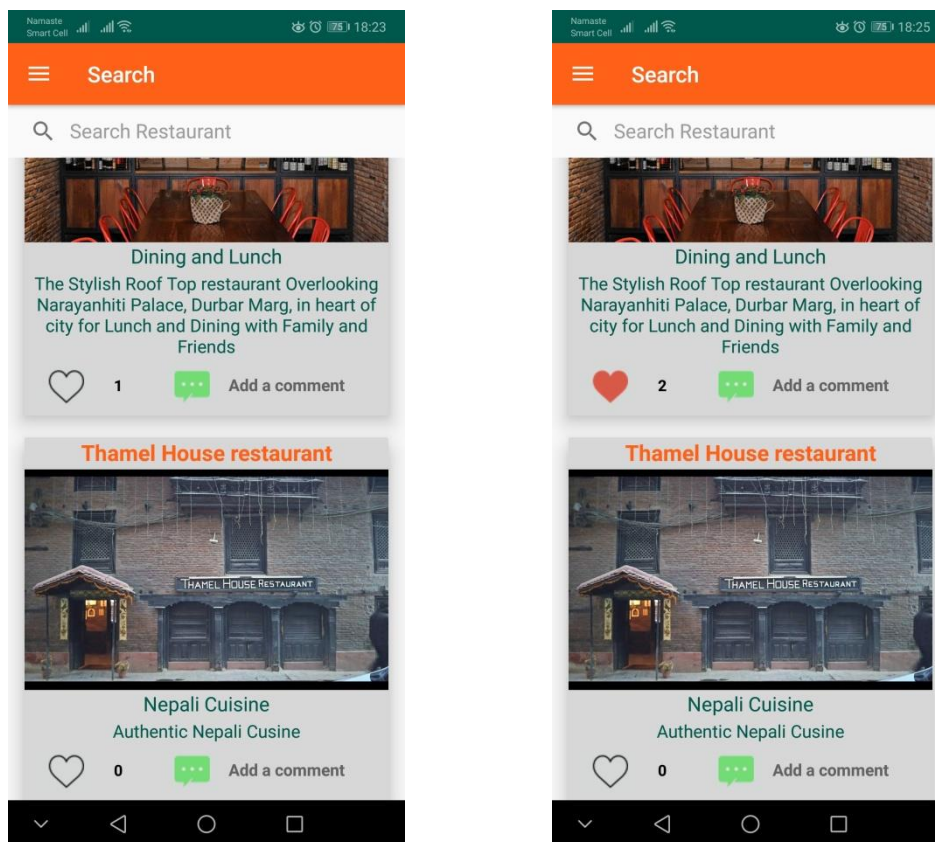 Namaste
Smart Cell
75 18:23
Search
Search Restaurant
Dining and Lunch
The Stylish Roof Top restaurant Overlooking
Narayanhiti Palace, Durbar Marg, in heart of
city for Lunch and Dining with Family and
Friends
1 Add a comment
Thamel House restaurant
THAMEL HOUSE RESTAURANT
Nepali Cuisine
Authentic Nepali Cusine
0 Add a comment
Namaste
Smart Cell
75 18:25
Search
Search Restaurant
Dining and Lunch
The Stylish Roof Top restaurant Overlooking
Narayanhiti Palace, Durbar Marg, in heart of
city for Lunch and Dining with Family and
Friends
2 Add a comment
Thamel House restaurant
THAMEL HOUSE RESTAURANT
Nepali Cuisine
Authentic Nepali Cusine
0 Add a comment